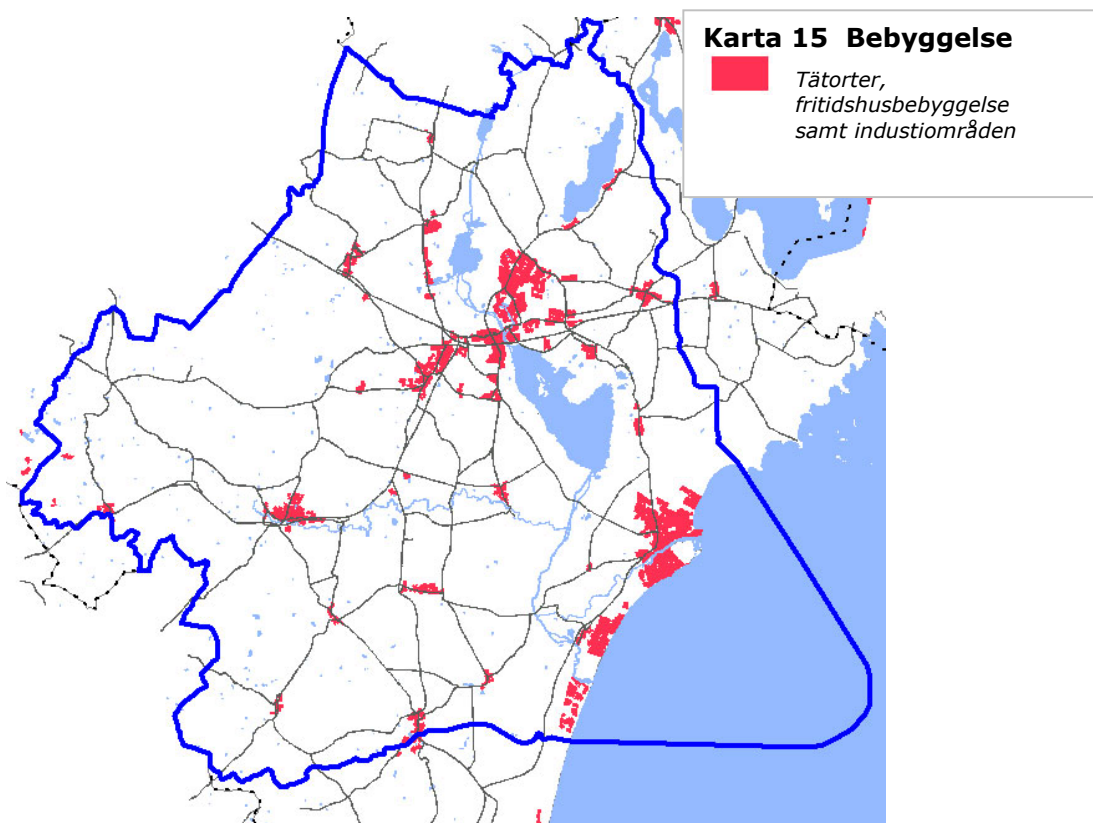 Karta 15 Bebyggelse
Tätorter,
fritidshusbebyggelse
samt industiområden